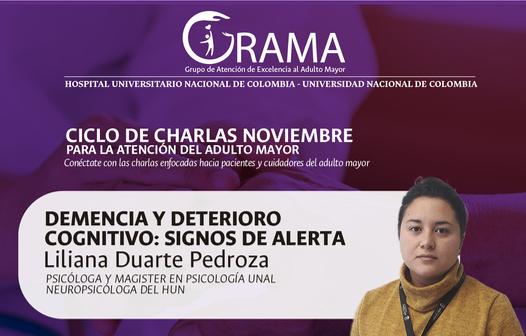 GRAMA
Grupo de Atención de Excelencia al Adulto Mayor
HOSPITAL UNIVERSITARIO NACIONAL DE COLOMBIA - UNIVERSIDAD NACIONAL DE COLOMBIA
CICLO DE CHARLAS NOVIEMBRE
PARA LA ATENCIÓN DEL ADULTO MAYOR
Conéctate con las charlas enfocadas hacia pacientes y cuidadores del adulto mayor
DEMENCIA Y DETERIORO
COGNITIVO: SIGNOS DE ALERTA
Liliana Duarte Pedroza
PSICÓLOGA Y MAGISTER EN PSICOLOGÍA UNAL
NEUROPSICÓLOGA DEL HUN